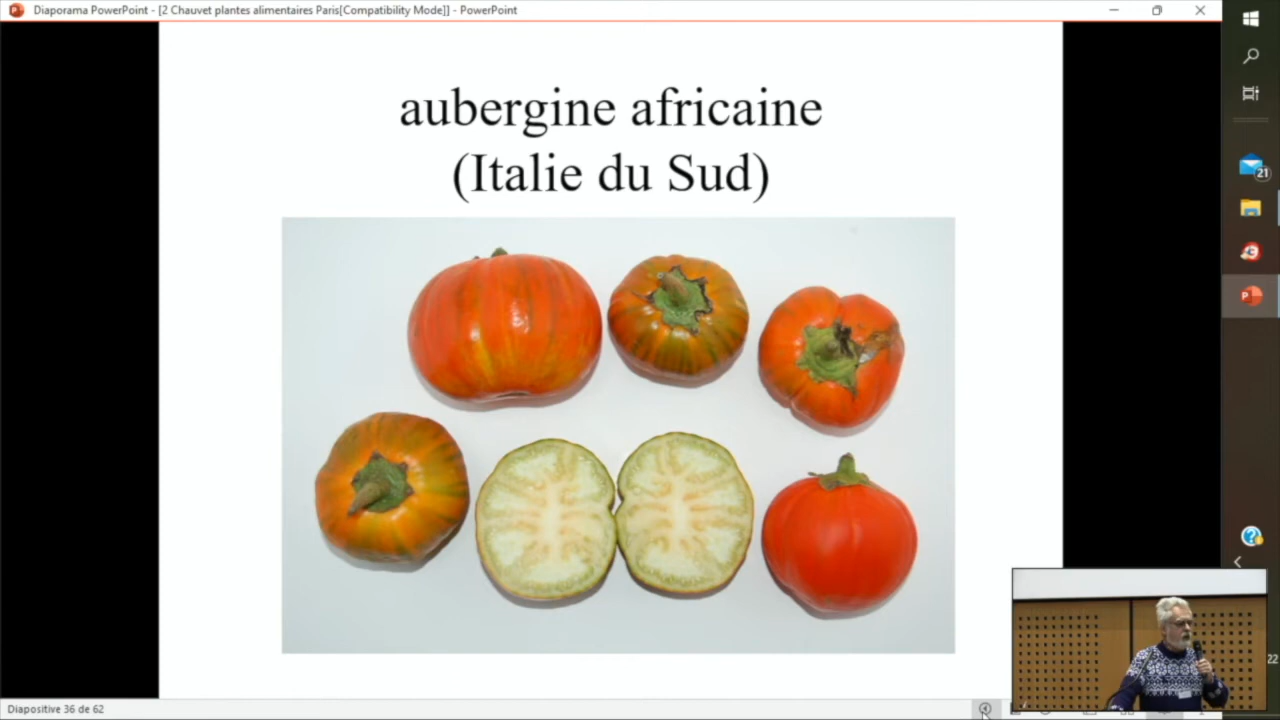 Diaporama PowerPoint - [2 Chauvet plantes alimentaires Paris[Compatibility Mode]] - PowerPoint
aubergine africaine
(Italie du Sud)
21
22
Diapositive 36 de 62